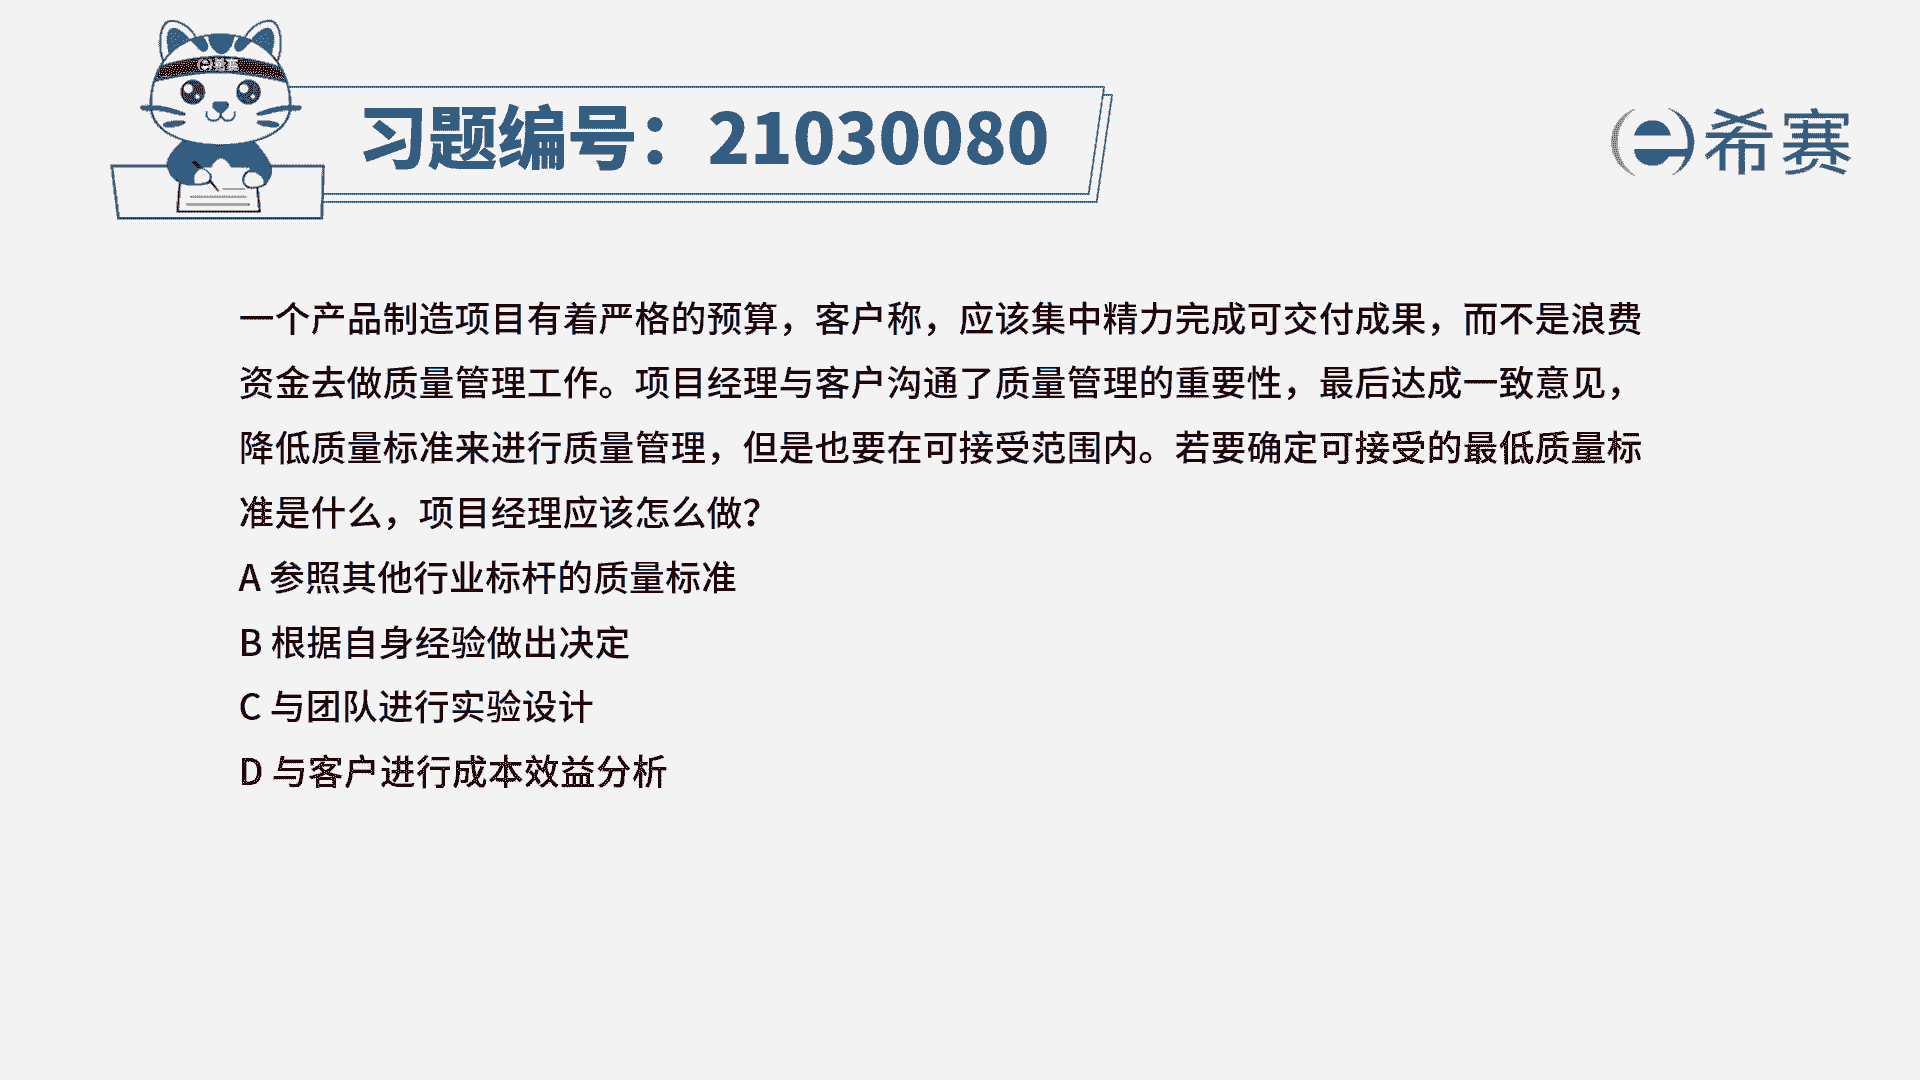 习题编号：21030080
希赛
一个产品制造项目有着严格的预算，客户称，应该集中精力完成可交付成果，而不是浪费
资金去做质量管理工作。项目经理与客户沟通了质量管理的重要性，最后达成一致意见，
降低质量标准来进行质量管理，但是也要在可接受范围内。若要确定可接受的最低质量标
准是什么，项目经理应该怎么做？
A 参照其他行业标杆的质量标准
B 根据自身经验做出决定
C 与团队进行实验设计
D 与客户进行成本效益分析